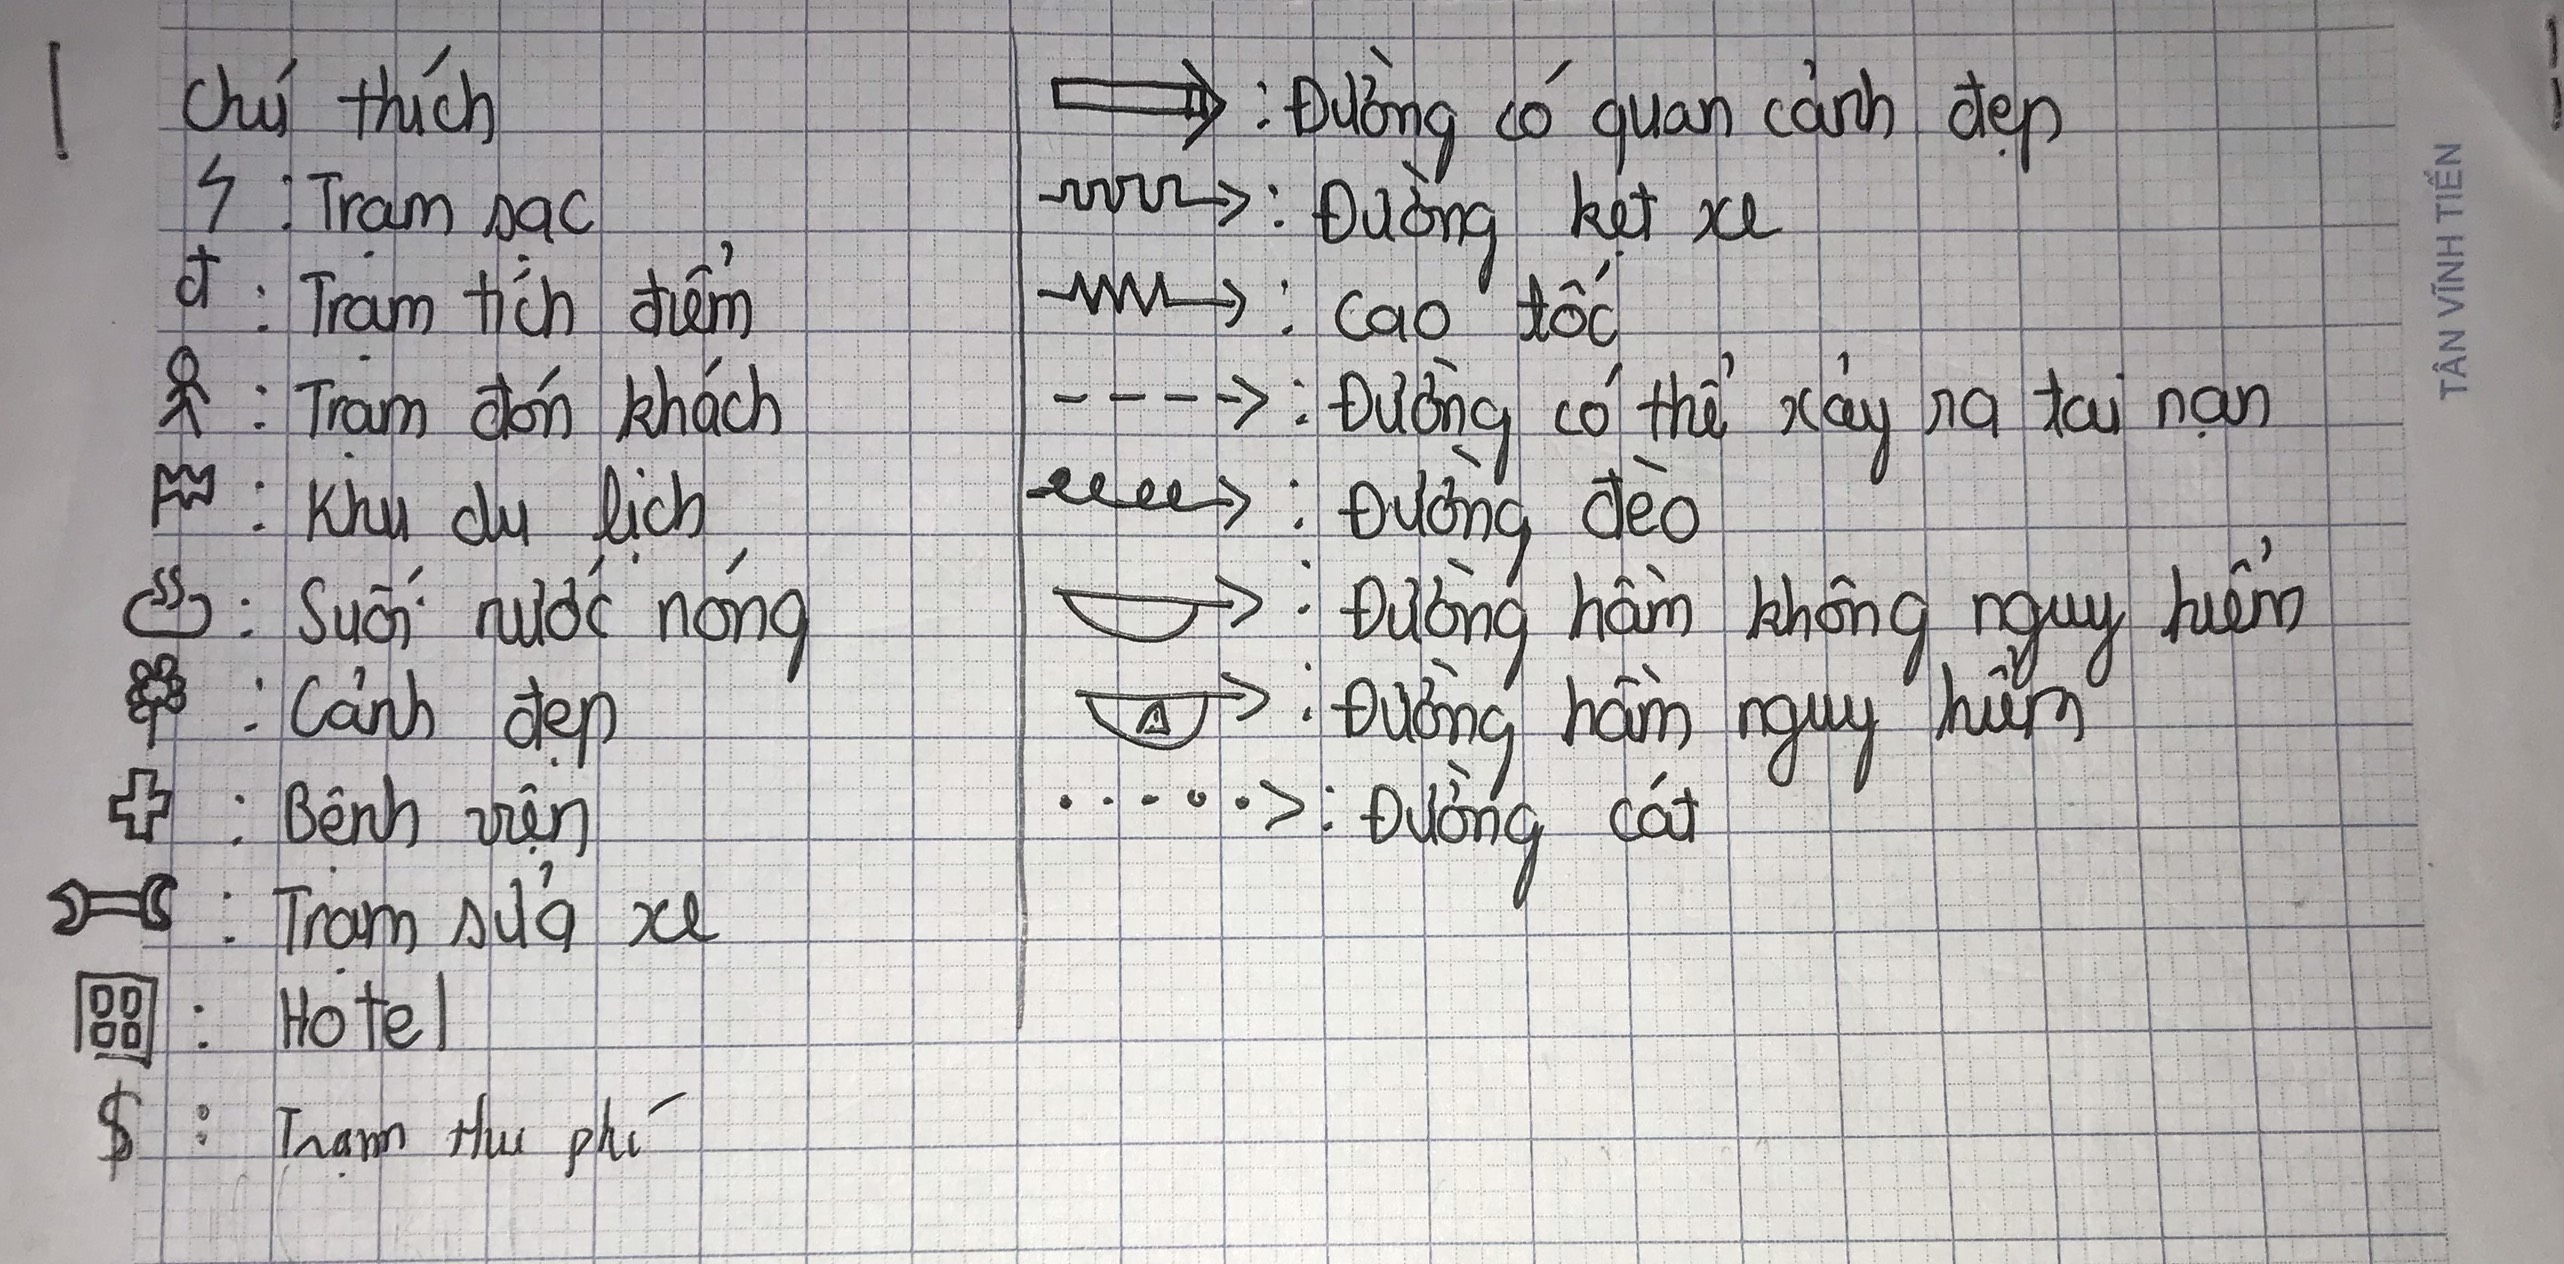 Chú thích
: Trạm sạc
đ : Trạm tích điểm
: Trạm đón khách
: Khu du lịch
: Suối nước nóng
: Cảnh đẹp
: Bệnh viện
: Trạm sửa xe
: Hotel
$ : Trạm thu phí
: Đường có quan cảnh đẹp
: Đường kẹt xe
: Cao tốc
: Đường có thể xảy ra tai nạn
: Đường đèo
: Đường hầm không nguy hiểm
: Đường hầm nguy hiểm
: Đường cát
TÂN VĨNH TIẾN